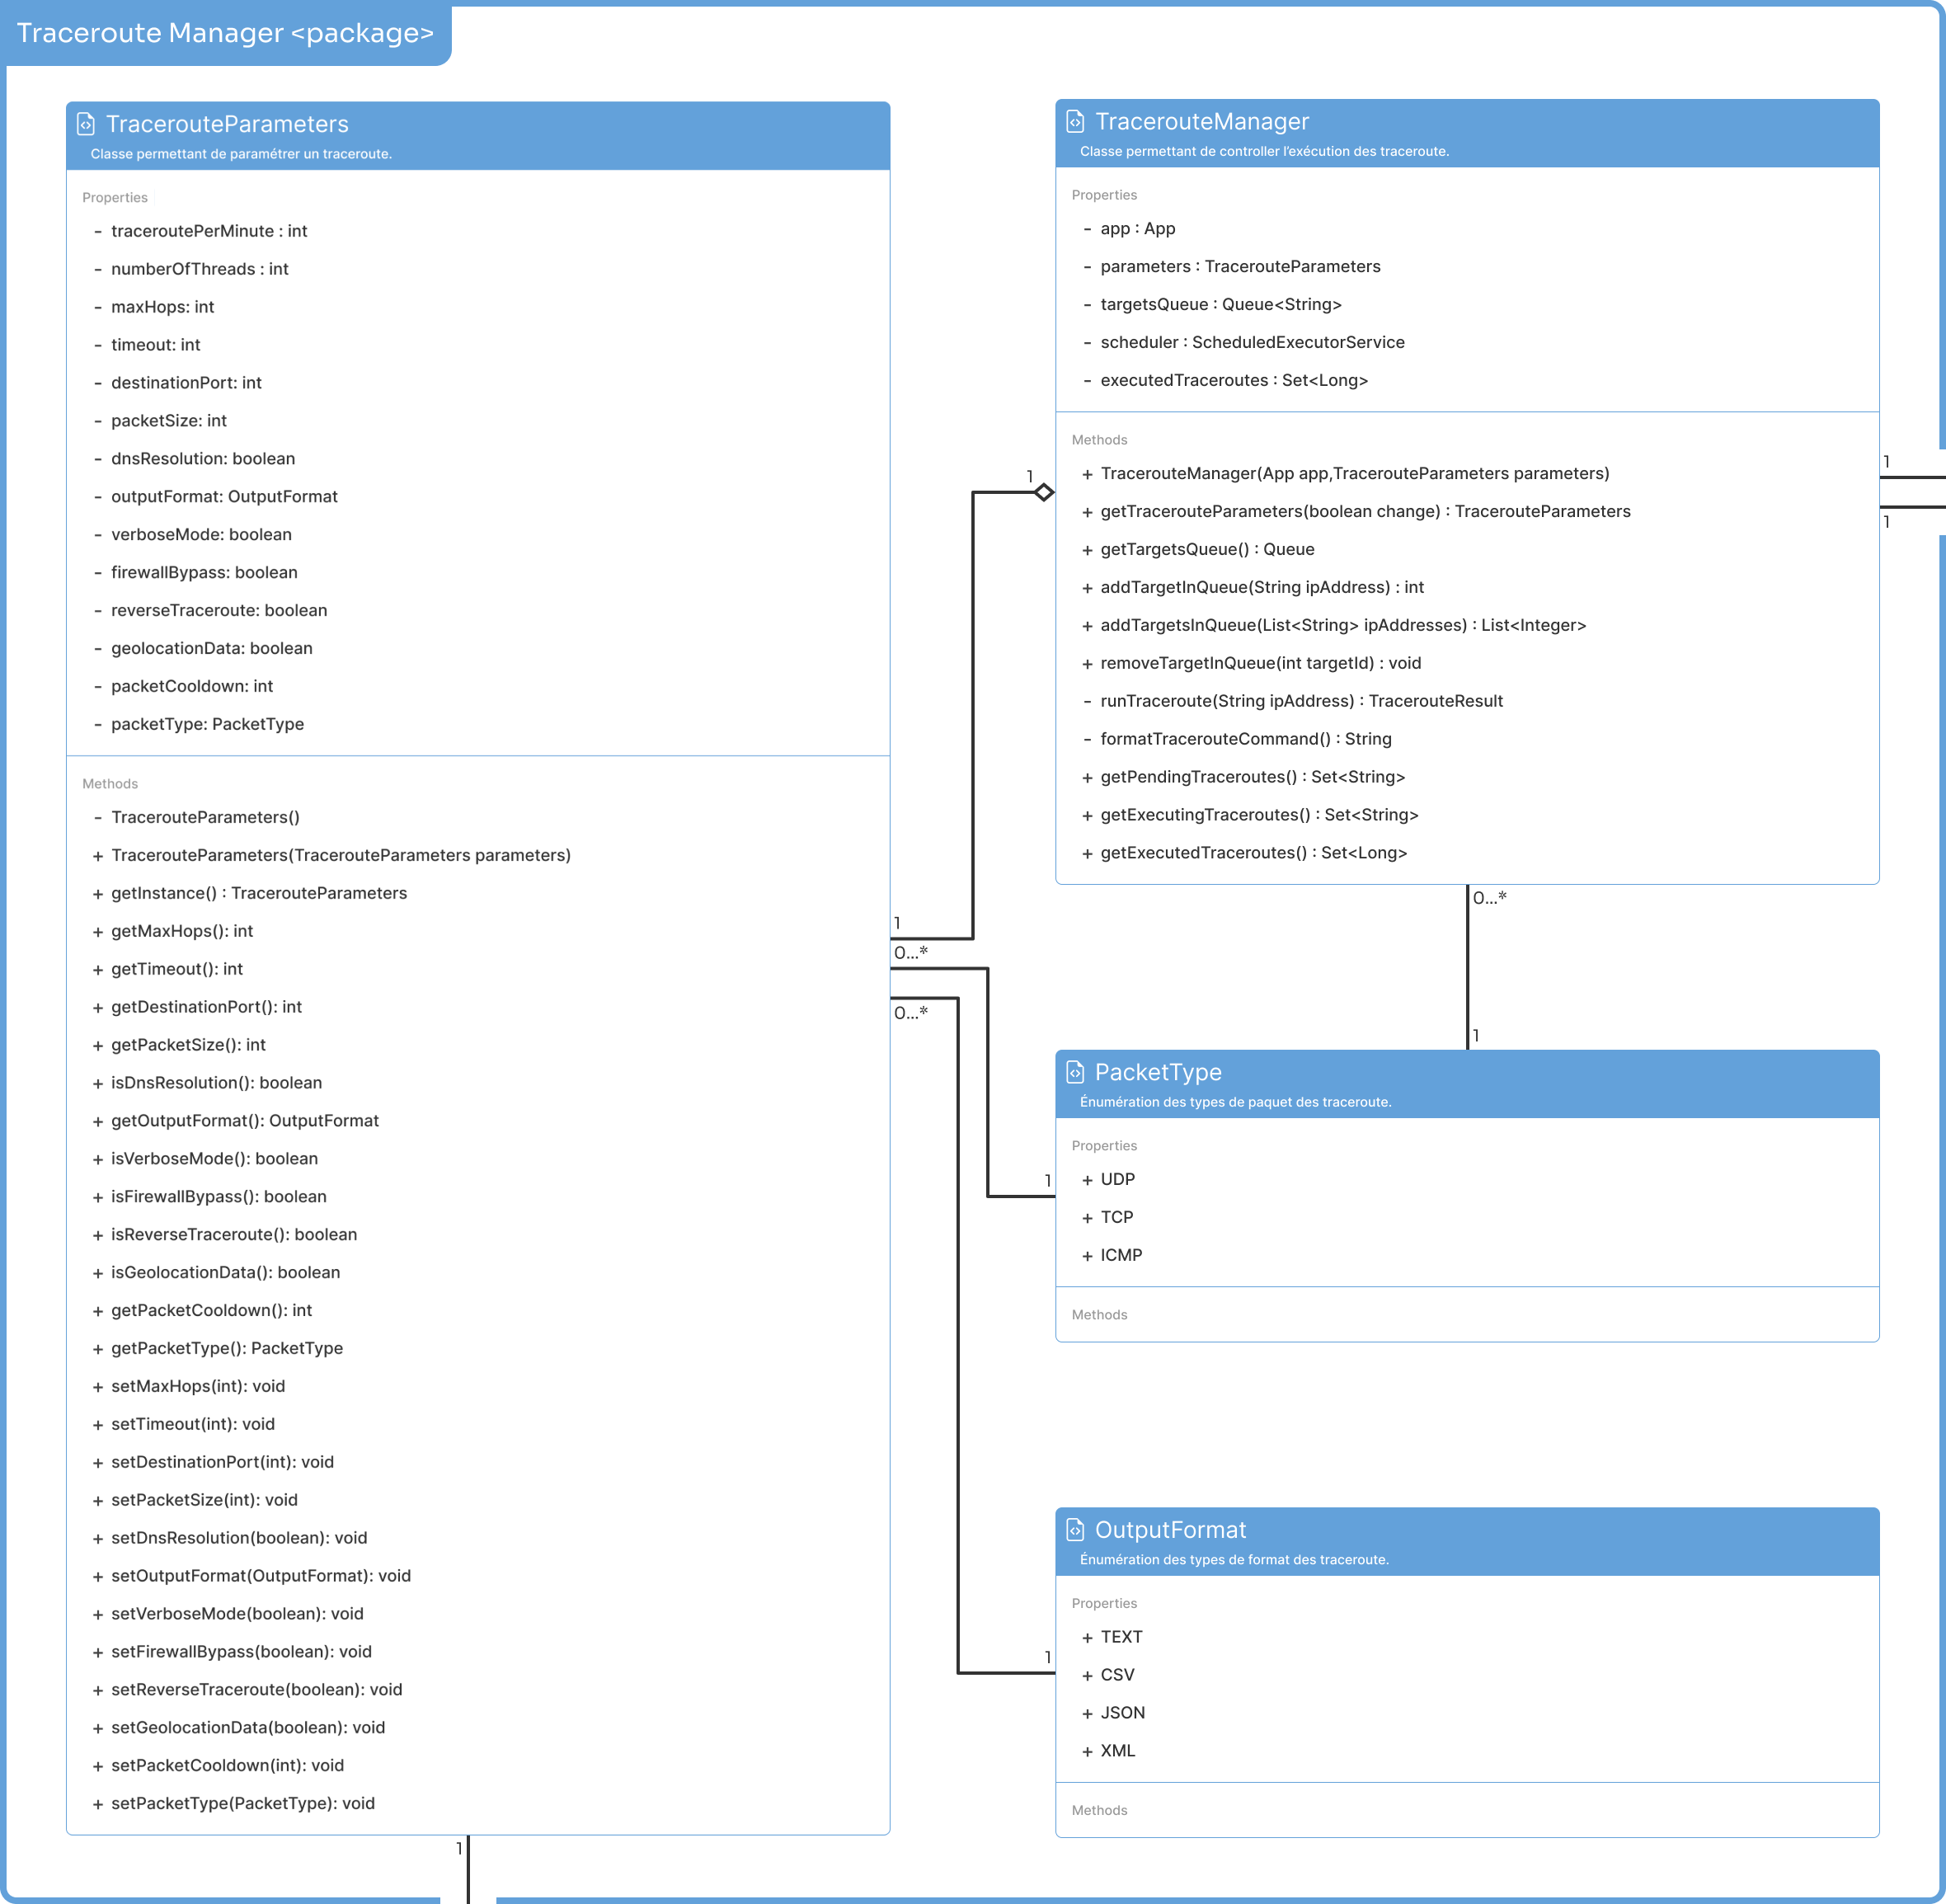 Traceroute Manager <package>
TracerouteParameters
Classe permettant de paramétrer un traceroute.
Properties
- traceroutePerMinute : int
- numberOfThreads : int
- maxHops: int
- timeout: int
- destinationPort: int
- packetSize: int
- dnsResolution: boolean
- outputFormat: OutputFormat
- verboseMode: boolean
- firewallBypass: boolean
- reverseTraceroute: boolean
- geolocationData: boolean
- packetCooldown: int
- packetType: PacketType
Methods
- TracerouteParameters()
+ TracerouteParameters(TracerouteParameters parameters)
+ getInstance() : TracerouteParameters
+ getMaxHops(): int
+ getTimeout(): int
+ getDestinationPort(): int
+ getPacketSize(): int
+ isDnsResolution(): boolean
+ getOutputFormat(): OutputFormat
+ isVerboseMode(): boolean
+ isFirewallBypass(): boolean
+ isReverseTraceroute(): boolean
+ isGeolocationData(): boolean
+ getPacketCooldown(): int
+ getPacketType(): PacketType
+ setMaxHops(int): void
+ setTimeout(int): void
+ setDestinationPort(int): void
+ setPacketSize(int): void
+ setDnsResolution(boolean): void
+ setOutputFormat(OutputFormat): void
+ setVerboseMode(boolean): void
+ setFirewallBypass(boolean): void
+ setReverseTraceroute(boolean): void
+ setGeolocationData(boolean): void
+ setPacketCooldown(int): void
+ setPacketType(PacketType): void
1
1
0...*
0...*
TracerouteManager
Classe permettant de controller l'exécution des traceroute.
Properties
- app : App
- parameters : TracerouteParameters
- targetsQueue : Queue<String>
- scheduler : ScheduledExecutorService
- executedTraceroutes : Set<Long>
Methods
+ TracerouteManager(App app,TracerouteParameters parameters)
+ getTracerouteParameters(boolean change) : TracerouteParameters
+ getTargetsQueue() : Queue
+ addTargetInQueue(String ipAddress) : int
+ addTargetsInQueue(List<String> ipAddresses) : List<Integer>
+ removeTargetInQueue(int targetId) : void
- runTraceroute(String ipAddress) : TracerouteResult
- formatTracerouteCommand() : String
+ getPendingTraceroutes() : Set<String>
+ getExecutingTraceroutes() : Set<String>
+ getExecutedTraceroutes() : Set<Long>
1
1
1
0...*
1
PacketType
Énumération des types de paquet des traceroute.
Properties
+ UDP
+ TCP
+ ICMP
Methods
1
OutputFormat
Énumération des types de format des traceroute.
Properties
+ TEXT
+ CSV
+ JSON
+ XML
Methods
1